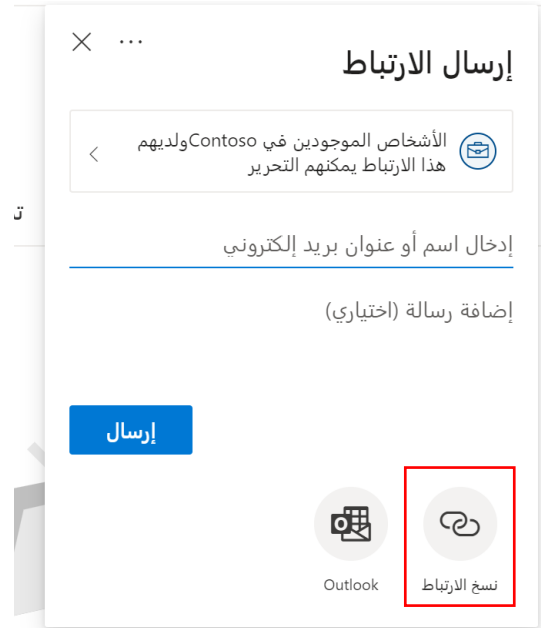 إرسال الارتباط
الأشخاص الموجودين في Contosoولديهم
هذا الارتباط يمكنهم التحرير
إدخال اسم أو عنوان بريد إلكتروني
إضافة رسالة (اختياري)
إرسال
نسخ الارتباط
Outlook